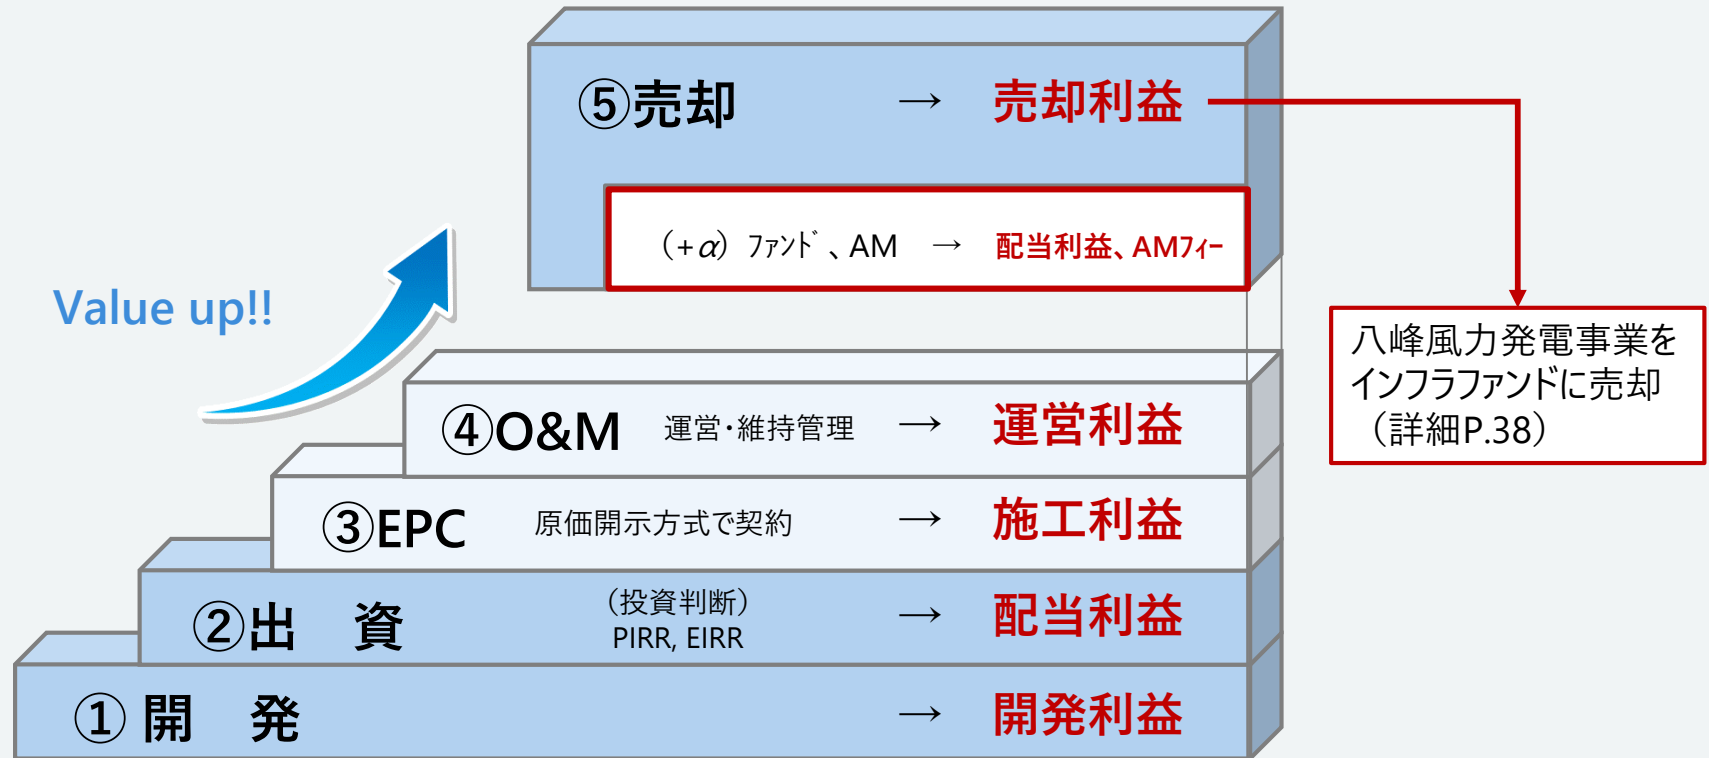 ⑤売却 → 売却利益
（+α）ﾌｧﾝﾄﾞ、AM → 配当利益、AMﾌｨｰ
Value up!!
八峰風力発電事業を
インフラファンドに売却
（詳細P.38）
④O&M 運営・維持管理 → 運営利益
③EPC 原価開示方式で契約 → 施工利益
②出　資 （投資判断） → 配当利益
PIRR, EIRR
① 開　発 → 開発利益